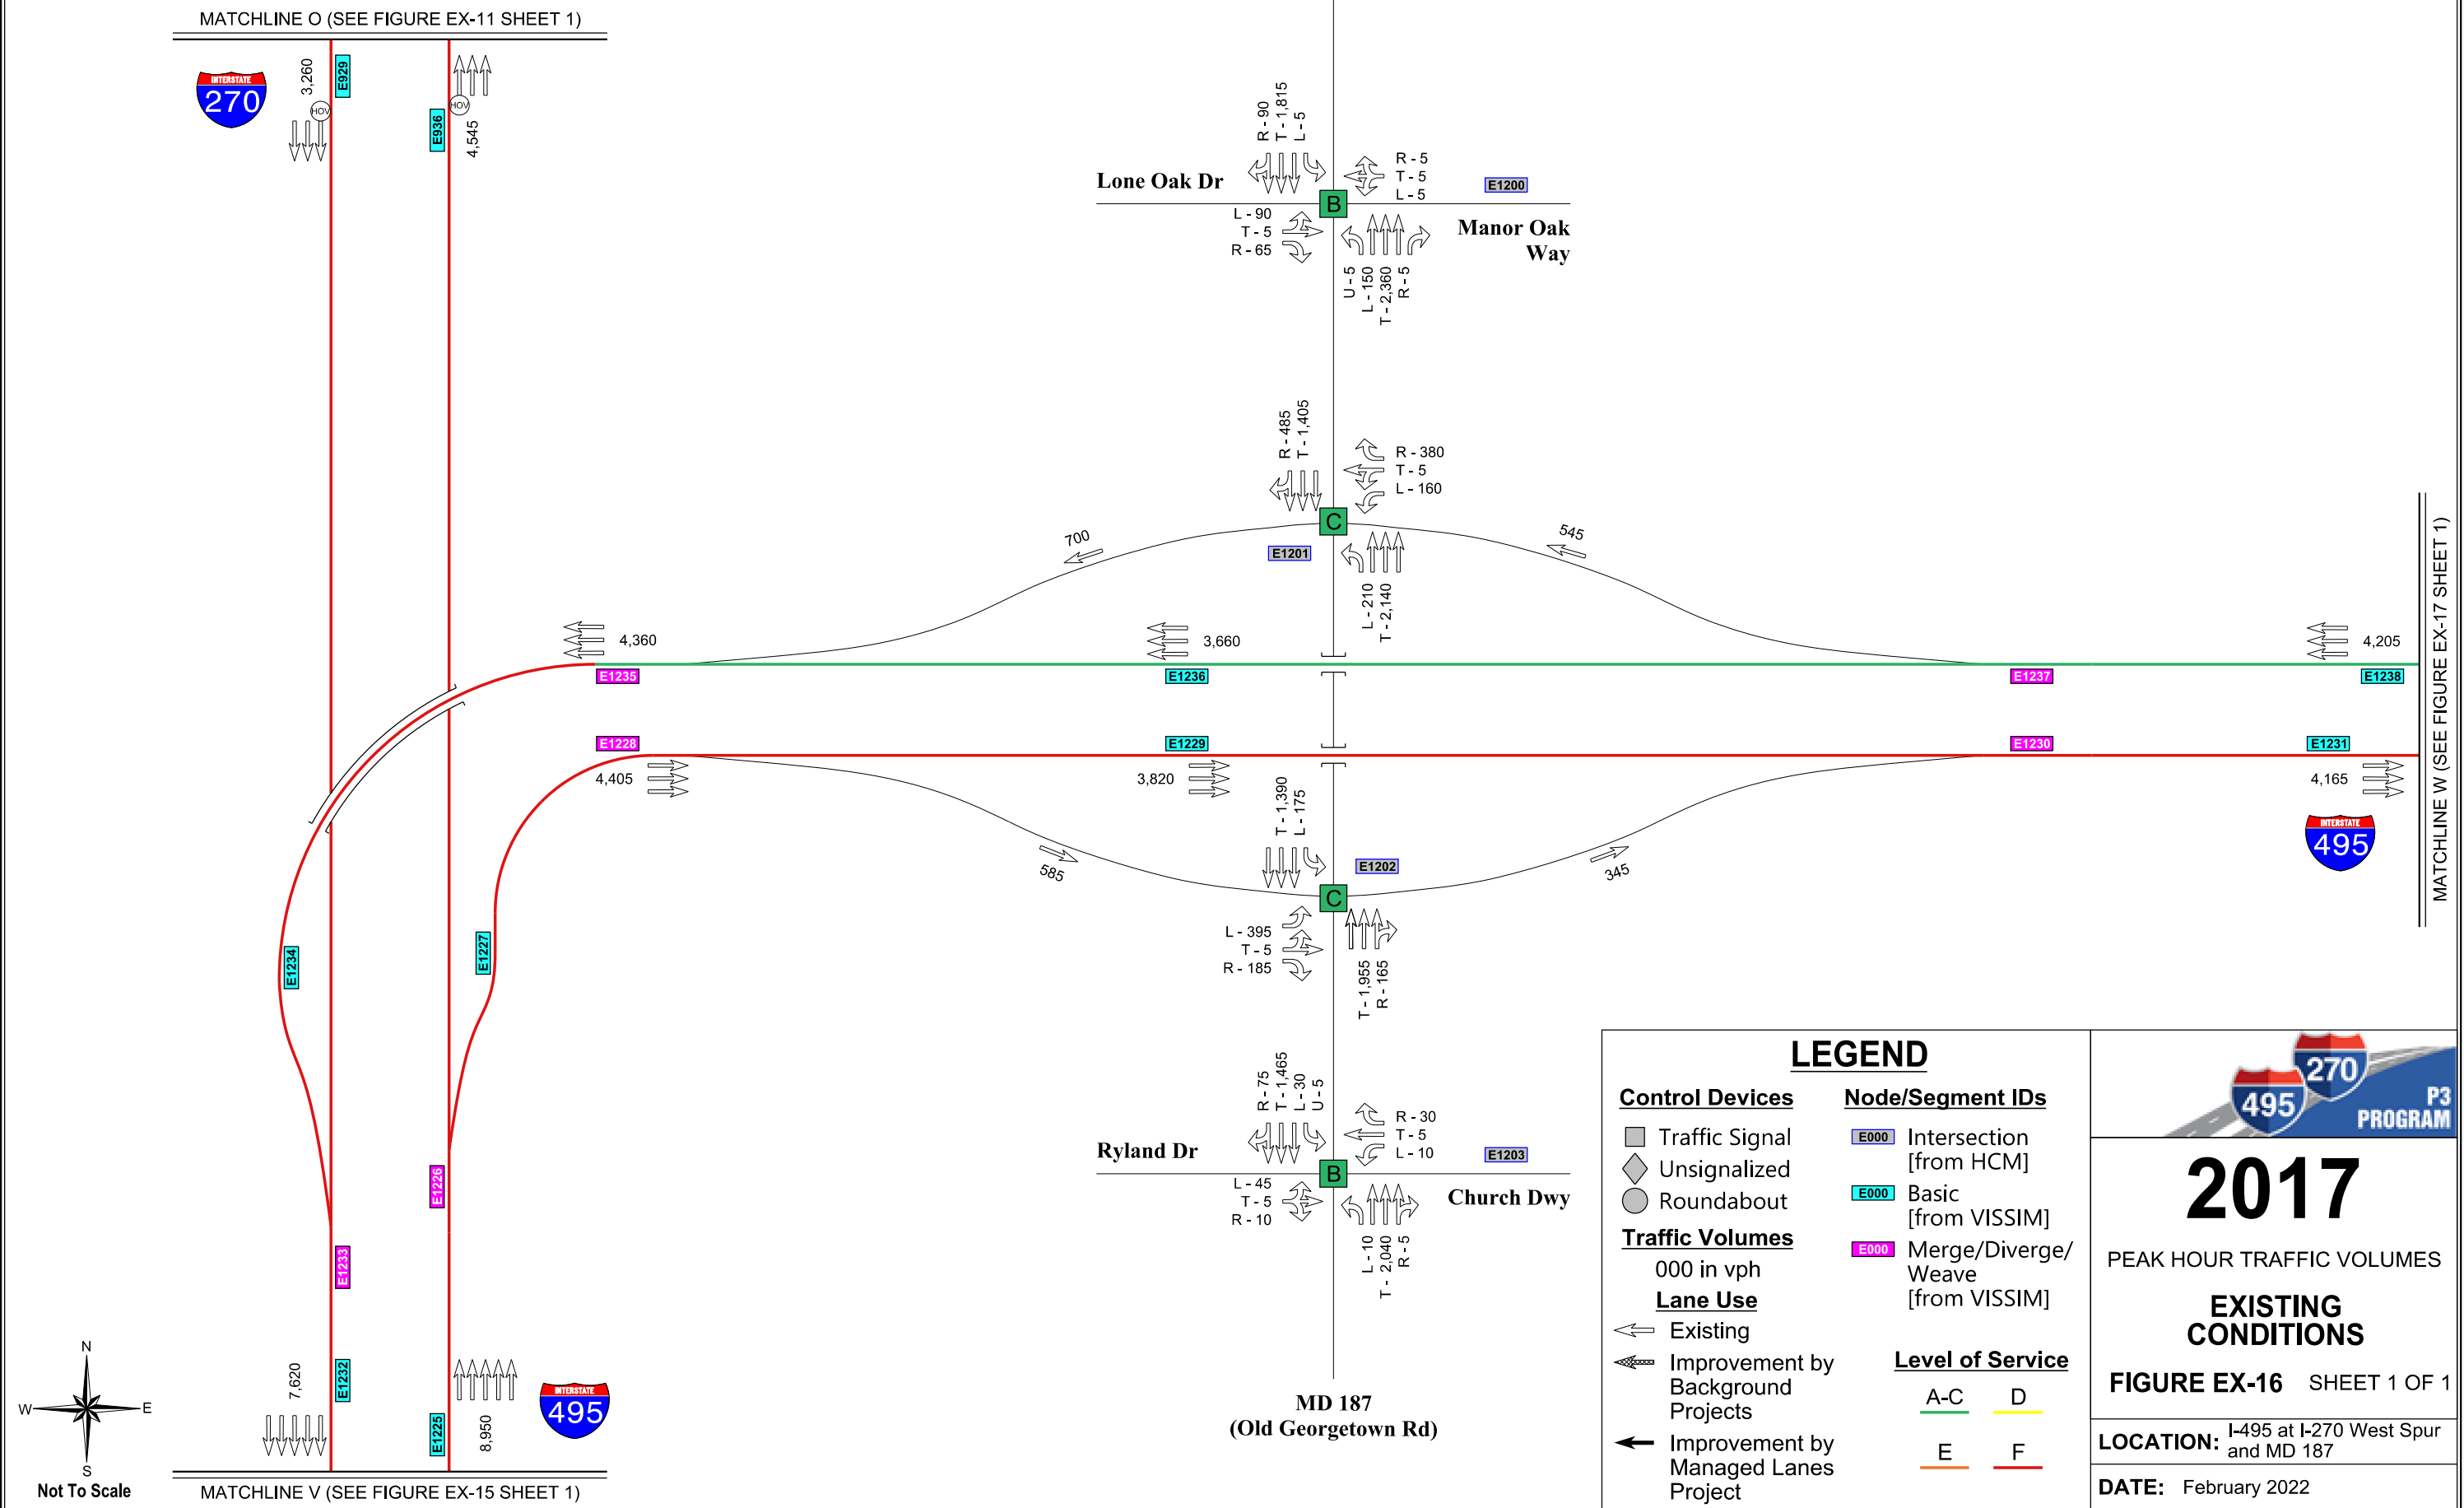 MATCHLINE O (SEE FIGURE EX-11 SHEET 1)
INTERSTATE
270
3,260
E929
HOV
E936
HOV
4,545
R - 90
T - 1,815
L - 5
R - 5
T - 5
L - 5
E1200
Lone Oak Dr
B
L - 90
T - 5
R - 65
Manor Oak
Way
U - 5
L - 150
T - 2,360
R - 5
R - 485
T - 1,405
R - 380
T - 5
L - 160
C
E1201
700
545
L - 210
T - 2,140
4,360
3,660
4,205
E1235
E1236
E1237
E1238
E1228
E1229
E1230
E1231
4,405
3,820
4,165
MATCHLINE W (SEE FIGURE EX-17 SHEET 1)
INTERSTATE
495
T - 1,390
L - 175
E1202
585
345
C
L - 395
T - 5
R - 185
T - 1,955
R - 165
E1234
E1227
R - 75
T - 1,465
L - 30
U - 5
R - 30
T - 5
L - 10
E1203
Ryland Dr
B
L - 45
T - 5
R - 10
Church Dwy
L - 10
T - 2,040
R - 5
E1226
E1233
7,620
E1232
E1225
8,950
INTERSTATE
495
MD 187
(Old Georgetown Rd)
N
W
E
S
Not To Scale
MATCHLINE V (SEE FIGURE EX-15 SHEET 1)
LEGEND
Control Devices
Traffic Signal
Unsignalized
Roundabout
Traffic Volumes
000 in vph
Lane Use
Existing
Improvement by
Background
Projects
Improvement by
Managed Lanes
Project
Node/Segment IDs
E000 Intersection
[from HCM]
E000 Basic
[from VISSIM]
E000 Merge/Diverge/
Weave
[from VISSIM]
Level of Service
A-C D
E F
270
495
P3
PROGRAM
2017
PEAK HOUR TRAFFIC VOLUMES
EXISTING
CONDITIONS
FIGURE EX-16 SHEET 1 OF 1
LOCATION: I-495 at I-270 West Spur
and MD 187
DATE: February 2022